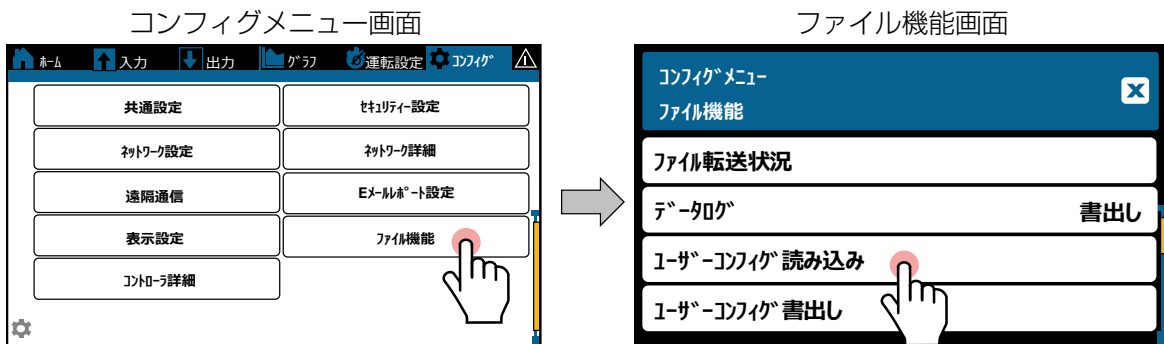 コンフィグメニュー画面
ﾎｰﾑ 入力 出力 ｸﾞﾗﾌ 運転設定 ｺﾝﾌｨｸﾞ
共通設定 ｾｷｭﾘﾃｨｰ設定
ﾈｯﾄﾜｰｸ設定 ﾈｯﾄﾜｰｸ詳細
遠隔通信 Eﾒｰﾙﾚﾎﾟｰﾄ設定
表示設定 ﾌｧｲﾙ機能
ｺﾝﾄﾛｰﾗ詳細
ファイル機能画面
ｺﾝﾌｨｸﾞﾒﾆｭｰ
ﾌｧｲﾙ機能
ﾌｧｲﾙ転送状況
ﾃﾞｰﾀﾛｸﾞ 書出し
ﾕｰｻﾞｰｺﾝﾌｨｸﾞ読み込み
ﾕｰｻﾞｰｺﾝﾌｨｸﾞ書出し